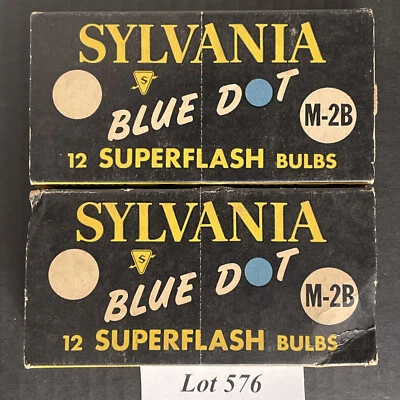 SYLVANIA
S
BLUE DOT
M-2B
12 SUPERFLASH BULBS
SYLVANIA
S
BLUE DOT
M-2B
12 SUPERFLASH BULBS
Lot 576